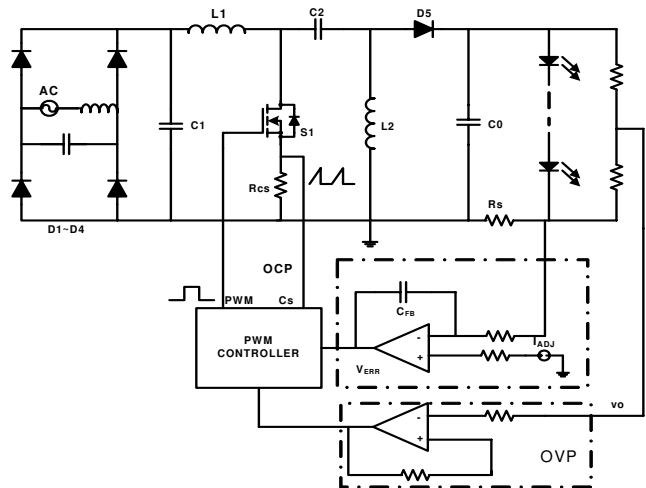 L1
C2
D5
AC
C1
S1
L2
C0
Rcs
Rs
D1~D4
OCP
PWM
Cs
CFB
-
+
IADJ
PWM
CONTROLLER
VERR
vo
-
+
OVP